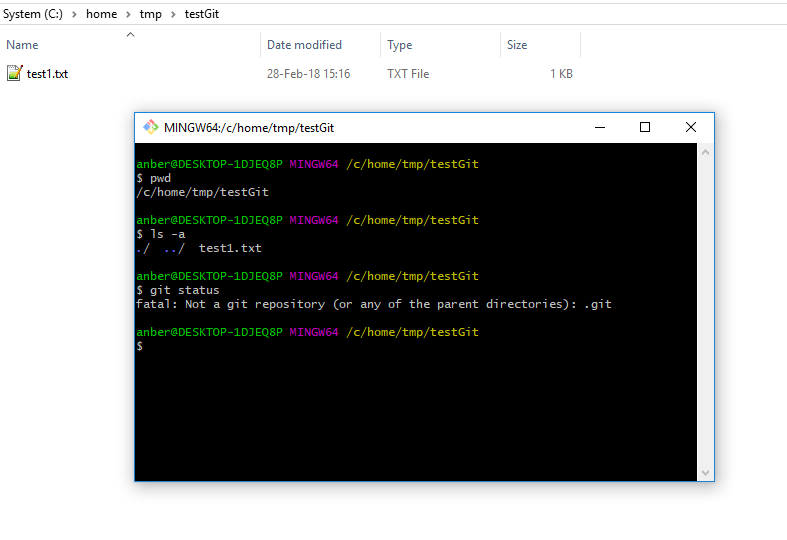 System (C:) > home > tmp > testGit
Name Date modified Type Size
test1.txt 28-Feb-18 15:16 TXT File 1 KB
MINGW64:/c/home/tmp/testGit
anber@DESKTOP-1DJEQ8P MINGW64 /c/home/tmp/testGit
$ pwd
/c/home/tmp/testGit
anber@DESKTOP-1DJEQ8P MINGW64 /c/home/tmp/testGit
$ ls -a
./ ../ test1.txt
anber@DESKTOP-1DJEQ8P MINGW64 /c/home/tmp/testGit
$ git status
fatal: Not a git repository (or any of the parent directories): .git
anber@DESKTOP-1DJEQ8P MINGW64 /c/home/tmp/testGit
$